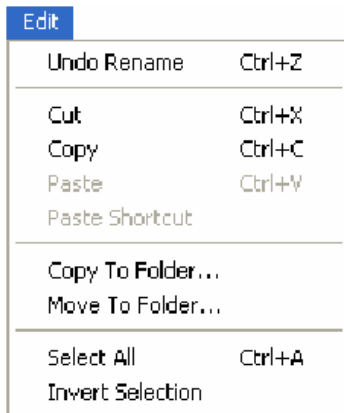 Edit
Undo Rename Ctrl+Z
Cut Ctrl+X
Copy Ctrl+C
Paste Ctrl+V
Paste Shortcut
Copy To Folder...
Move To Folder...
Select All Ctrl+A
Invert Selection